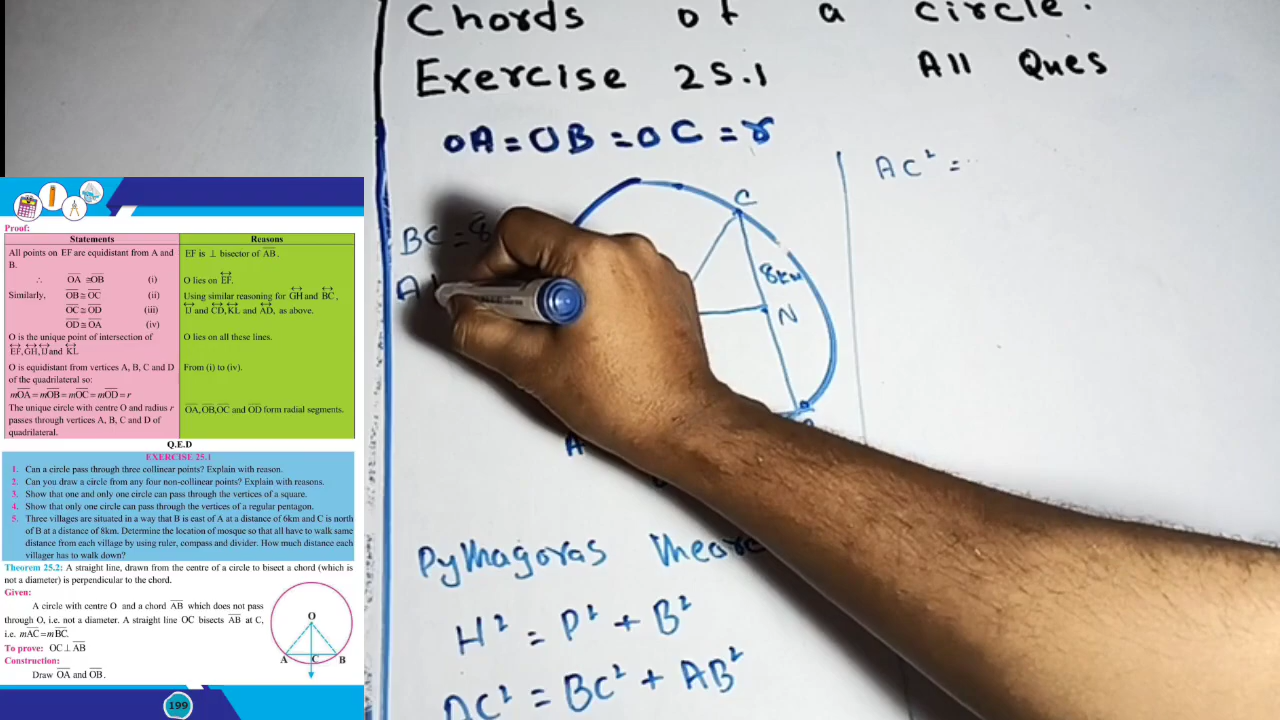 Chords of a circle.
Exercise 25.1 All Ques
OA = OB = OC = r
AC² =
BC = 8
A
C
8km
N
A
Pythagoras Theore
H² = P² + B²
AC² = BC² + AB²
Proof:
Statements Reasons
All points on EF are equidistant from A and B. EF is ⊥ bisector of AB.
∴ OA ≅ OB (i) O lies on EF.
Similarly, OB ≅ OC (ii) Using similar reasoning for GH and BC,
OC ≅ OD (iii) IJ and CD, KL and AD, as above.
OD ≅ OA (iv)
O is the unique point of intersection of O lies on all these lines.
EF, GH, IJ and KL
O is equidistant from vertices A, B, C and D From (i) to (iv).
of the quadrilateral so:
mOA = mOB = mOC = mOD = r
The unique circle with centre O and radius r OA, OB, OC and OD form radial segments.
passes through vertices A, B, C and D of
quadrilateral.
Q.E.D
EXERCISE 25.1
1. Can a circle pass through three collinear points? Explain with reason.
2. Can you draw a circle from any four non-collinear points? Explain with reasons.
3. Show that one and only one circle can pass through the vertices of a square.
4. Show that only one circle can pass through the vertices of a regular pentagon.
5. Three villages are situated in a way that B is east of A at a distance of 6km and C is north
of B at a distance of 8km. Determine the location of mosque so that all have to walk same
distance from each village by using ruler, compass and divider. How much distance each
villager has to walk down?
Theorem 25.2: A straight line, drawn from the centre of a circle to bisect a chord (which is
not a diameter) is perpendicular to the chord.
Given:
A circle with centre O and a chord AB which does not pass
through O, i.e. not a diameter. A straight line OC bisects AB at C,
i.e. mAC = mBC.
To prove: OC ⊥ AB
Construction:
Draw OA and OB.
O
A C B
199